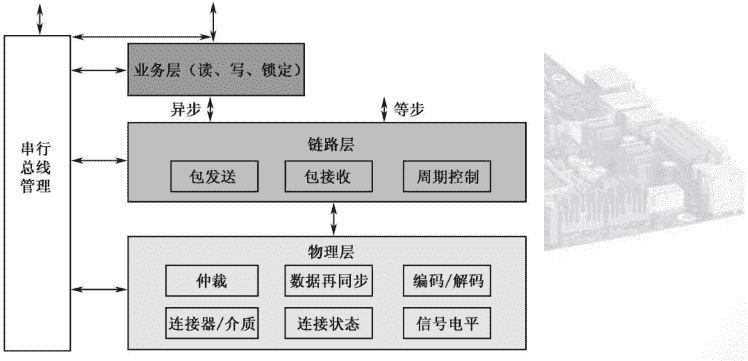 业务层（读、写、锁定）
异步
等步
串行
总线
管理
链路层
包发送
包接收
周期控制
物理层
仲裁
数据再同步
编码/解码
连接器/介质
连接状态
信号电平